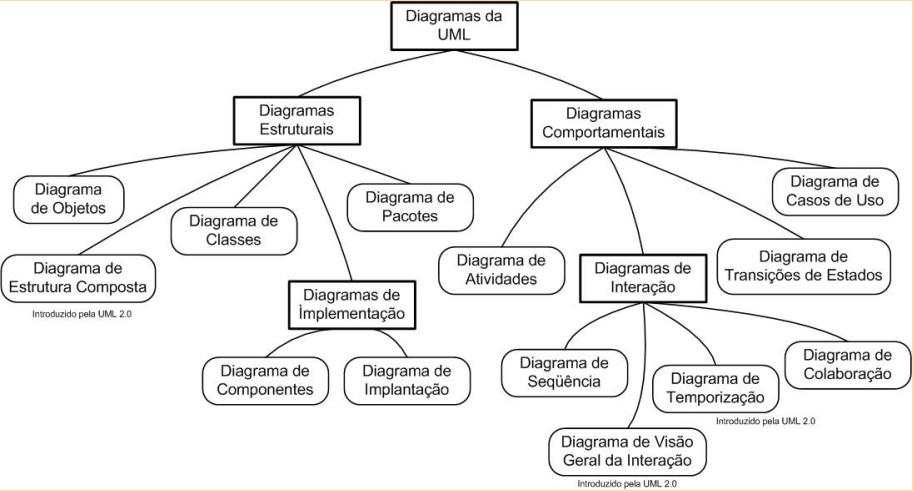 Diagramas da
UML
Diagramas
Estruturais
Diagramas
Comportamentais
Diagrama
de Objetos
Diagrama de
Classes
Diagrama de
Pacotes
Diagrama de
Casos de Uso
Diagrama de
Estrutura Composta
Introduzido pela UML 2.0
Diagrama de
Atividades
Diagramas de
Interação
Diagrama de
Transições de Estados
Diagramas de
Implementação
Diagrama de
Componentes
Diagrama de
Implantação
Diagrama de
Seqüência
Diagrama de
Temporização
Introduzido pela UML 2.0
Diagrama de
Colaboração
Diagrama de Visão
Geral da Interação
Introduzido pela UML 2.0